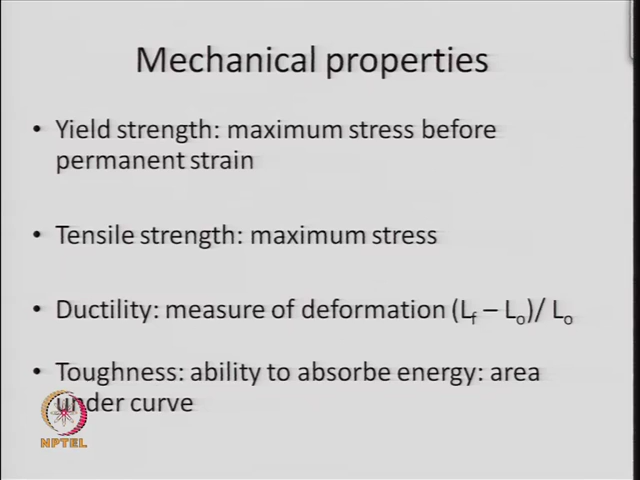 Mechanical properties
• Yield strength: maximum stress before
permanent strain
• Tensile strength: maximum stress
• Ductility: measure of deformation (Lf – Lo)/ Lo
• Toughness: ability to absorbe energy: area
under curve
NPTEL